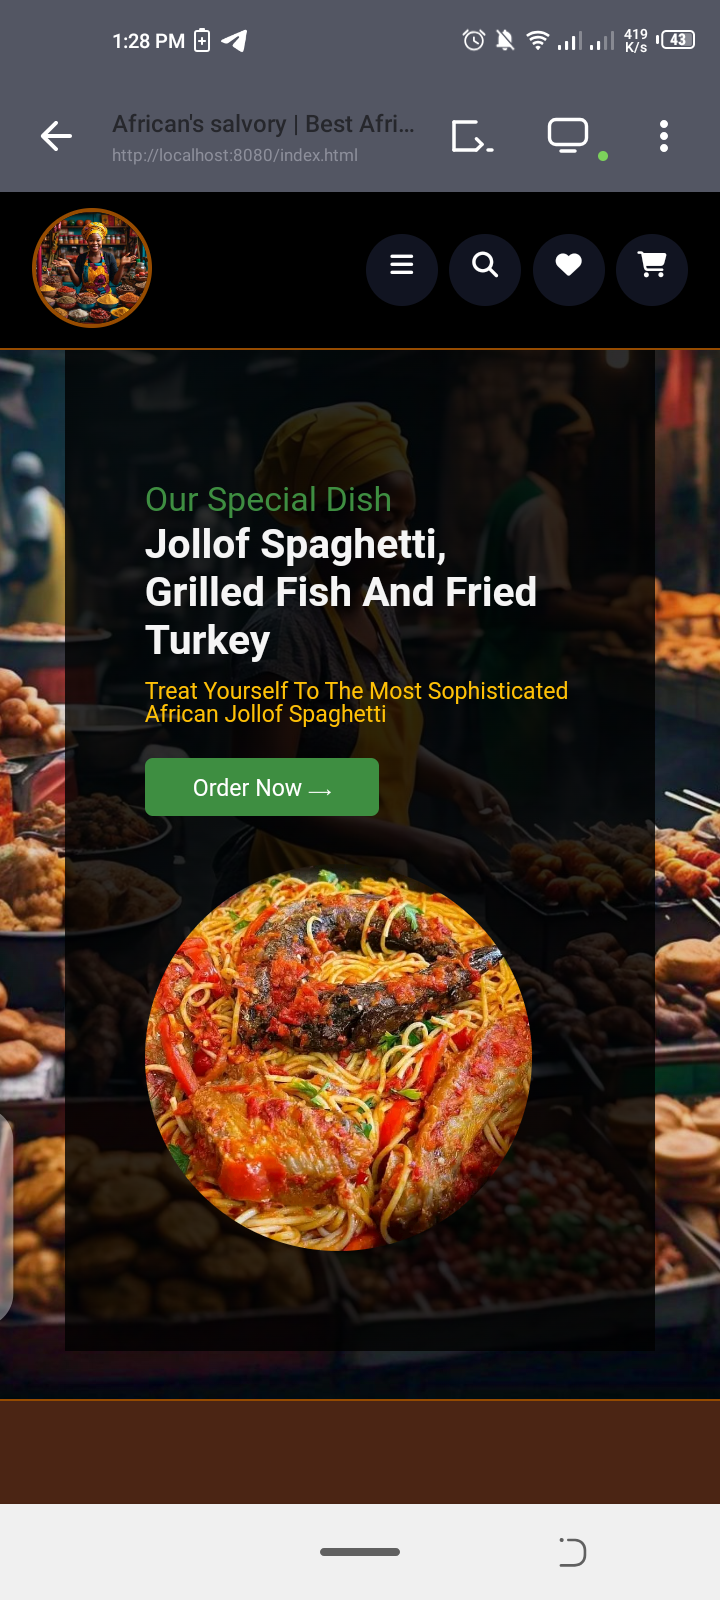 1:28 PM
419
K/s
43
African's salvory | Best Afri...
http://localhost:8080/index.html
Our Special Dish
Jollof Spaghetti,
Grilled Fish And Fried
Turkey
Treat Yourself To The Most Sophisticated
African Jollof Spaghetti
Order Now →